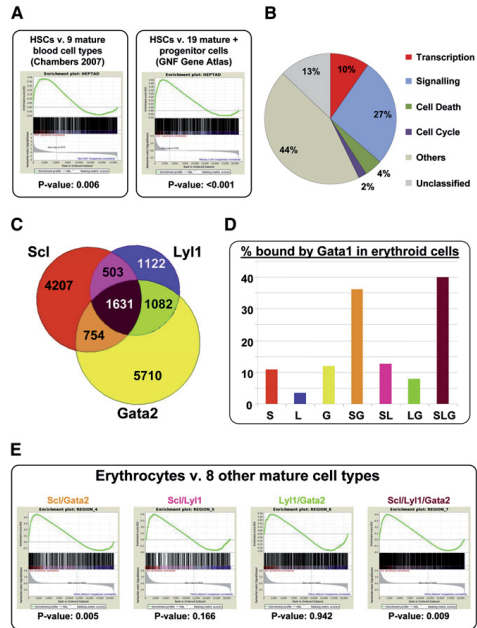 A
HSCs v. 9 mature
blood cell types
(Chambers 2007)
Enrichment plot: HEPTAD
P-value: 0.006
HSCs v. 19 mature +
progenitor cells
(GNF Gene Atlas)
Enrichment plot: HEPTAD
P-value: <0.001
B
10%
27%
4%
2%
44%
13%
Transcription
Signalling
Cell Death
Cell Cycle
Others
Unclassified
C
Scl
Lyl1
4207
503
1122
1631
754
1082
5710
Gata2
D
% bound by Gata1 in erythroid cells
40
30
20
10
0
S L G SG SL LG SLG
E
Erythrocytes v. 8 other mature cell types
Scl/Gata2
Enrichment plot: REGION_4
P-value: 0.005
Scl/Lyl1
Enrichment plot: REGION_5
P-value: 0.166
Lyl1/Gata2
Enrichment plot: REGION_6
P-value: 0.942
Scl/Lyl1/Gata2
Enrichment plot: REGION_7
P-value: 0.009